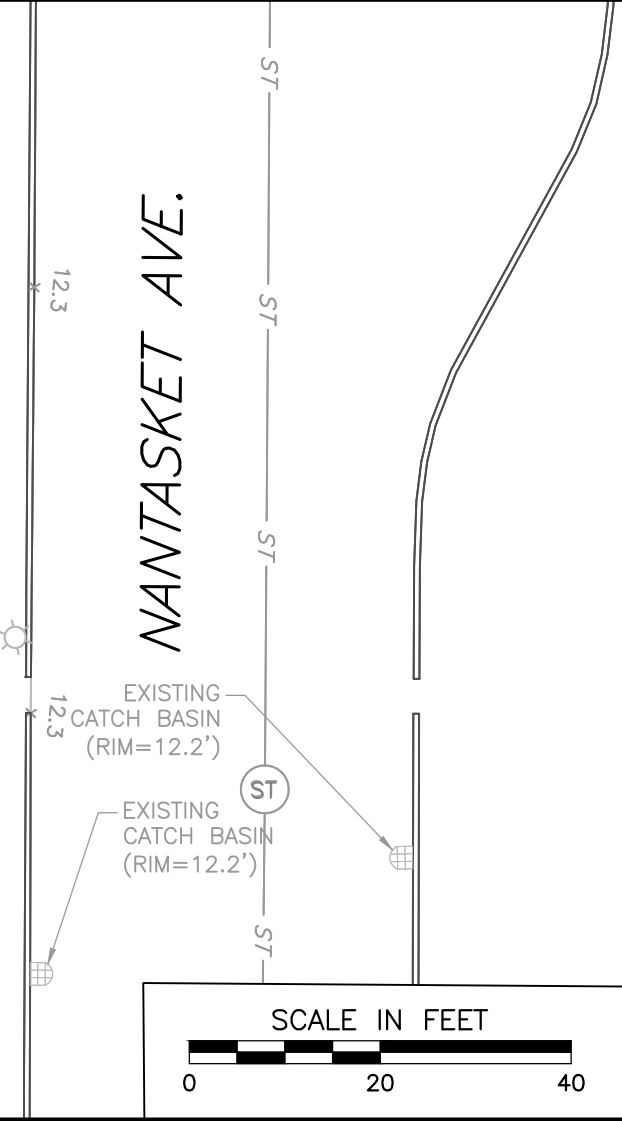 ST
12.3
NANTASKET AVE.
ST
ST
12.3
EXISTING
CATCH BASIN
(RIM=12.2')
ST
EXISTING
CATCH BASIN
(RIM=12.2')
ST
SCALE IN FEET
0 20 40